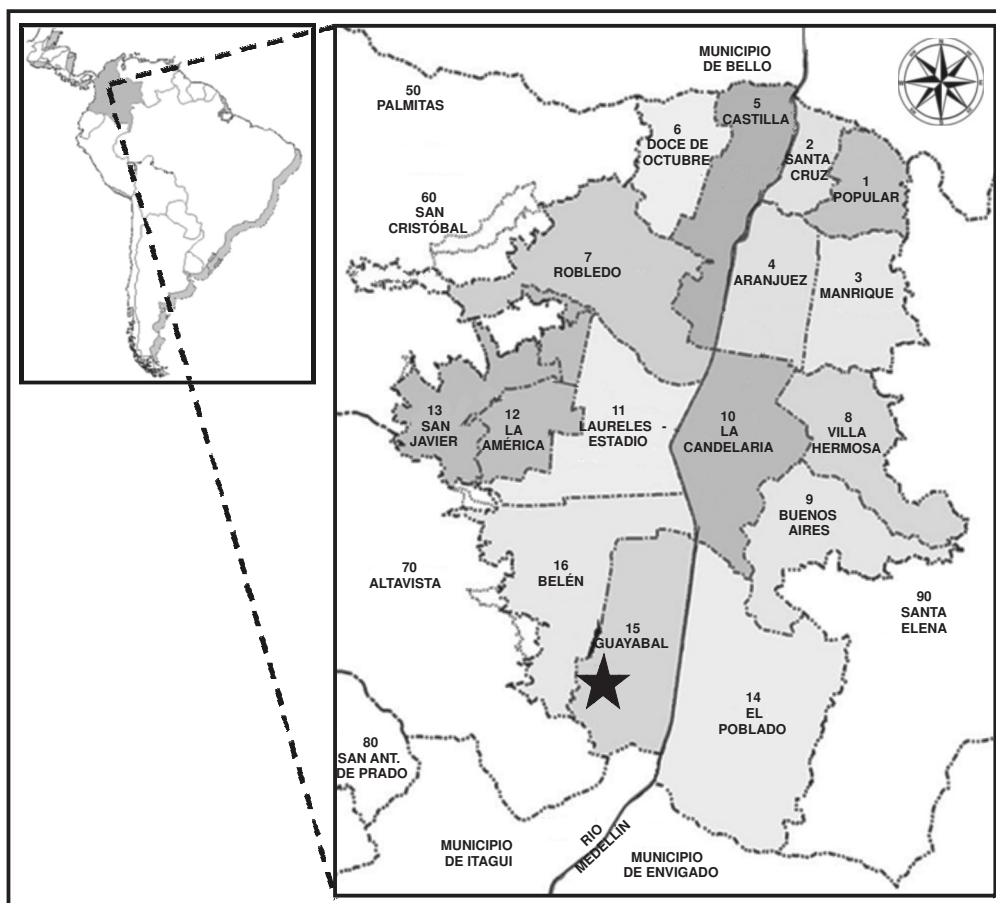 MUNICIPIO
DE BELLO
50
PALMITAS
5
CASTILLA
6
DOCE DE
OCTUBRE
2
SANTA
CRUZ
1
POPULAR
60
SAN
CRISTÓBAL
7
ROBLEDO
4
ARANJUEZ
3
MANRIQUE
13
SAN
JAVIER
12
LA
AMÉRICA
11
LAURELES -
ESTADIO
10
LA
CANDELARIA
8
VILLA
HERMOSA
9
BUENOS
AIRES
70
ALTAVISTA
16
BELÉN
90
SANTA
ELENA
15
GUAYABAL
14
EL
POBLADO
80
SAN ANT.
DE PRADO
RIO
MEDELLÍN
MUNICIPIO
DE ITAGUI
MUNICIPIO
DE ENVIGADO